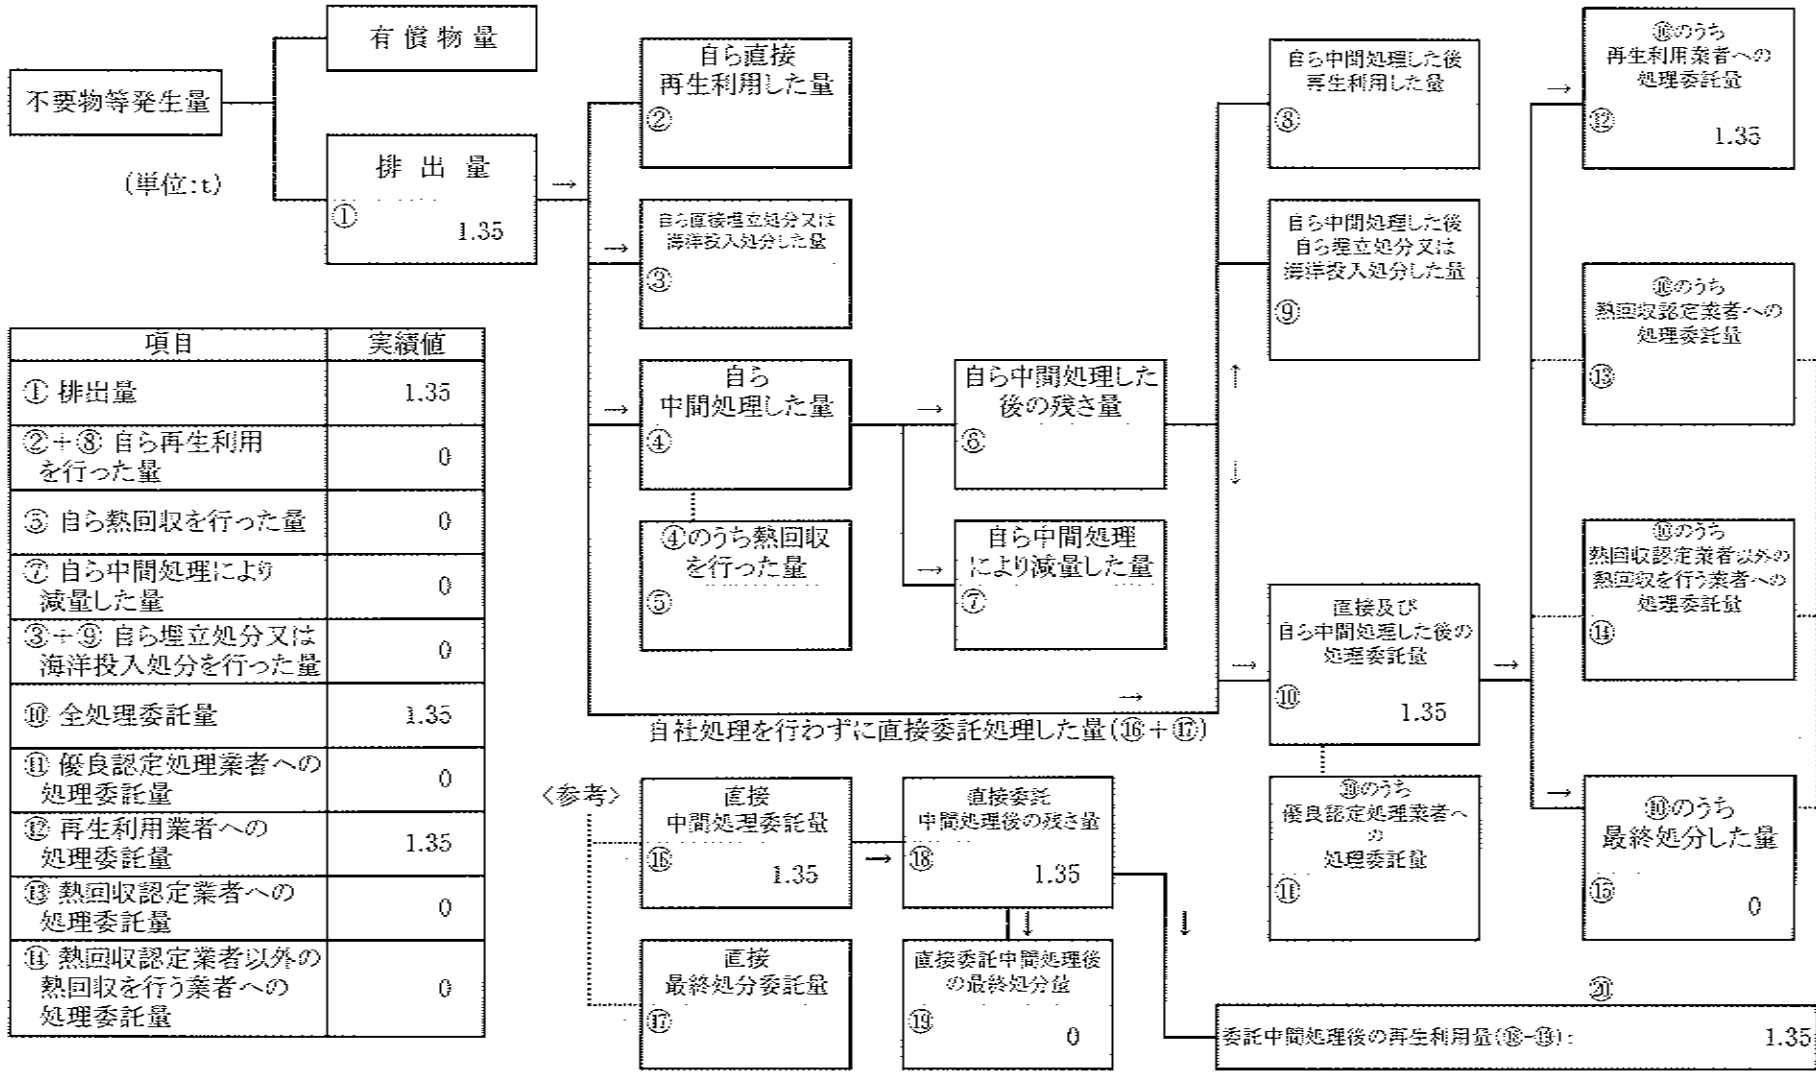 有償物量
不要物等発生量
(単位:t)
排出量
①
1.35
→
自ら直接
再生利用した量
②
→
自ら直接埋立処分又は
海洋投入処分した量
③
→
自ら
中間処理した量
④
④のうち熱回収
を行った量
⑤
→
自ら中間処理した
後の残さ量
⑥
→
自ら中間処理
により減量した量
⑦
自ら中間処理した後
再生利用した量
⑧
自ら中間処理した後
自ら埋立処分又は
海洋投入処分した量
⑨
↑
↓
→
自社処理を行わずに直接委託処理した量(⑯+⑰)
→
直接及び
自ら中間処理した後の
処理委託量
⑩
1.35
⑩のうち
優良認定処理業者へ
の
処理委託量
⑪
→
→
⑩のうち
再生利用業者への
処理委託量
⑫
1.35
⑩のうち
熱回収認定業者への
処理委託量
⑬
⑩のうち
熱回収認定業者以外の
熱回収を行う業者への
処理委託量
⑭
→
⑩のうち
最終処分した量
⑮
0
項目 実績値
① 排出量 1.35
②+⑧ 自ら再生利用
を行った量 0
⑤ 自ら熱回収を行った量 0
⑦ 自ら中間処理により
減量した量 0
③+⑨ 自ら埋立処分又は
海洋投入処分を行った量 0
⑩ 全処理委託量 1.35
⑪ 優良認定処理業者への
処理委託量 0
⑫ 再生利用業者への
処理委託量 1.35
⑬ 熱回収認定業者への
処理委託量 0
⑭ 熱回収認定業者以外の
熱回収を行う業者への
処理委託量 0
〈参考〉
直接
中間処理委託量
⑯
1.35
→
直接委託
中間処理後の残さ量
⑱
1.35
直接
最終処分委託量
⑰
↓
直接委託中間処理後
の最終処分量
⑲
0
↓
⑳
委託中間処理後の再生利用量(⑱-⑲): 1.35